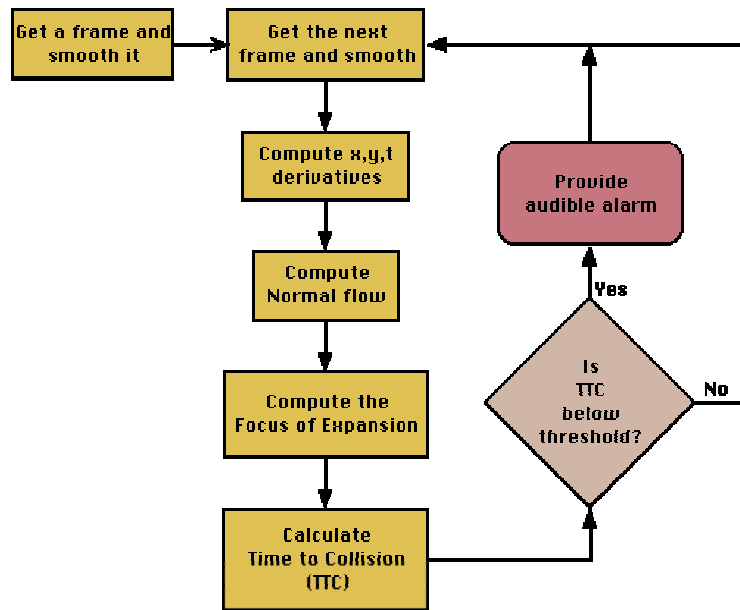 Get a frame and
smooth it
Get the next
frame and smooth
Compute x,y,t
derivatives
Compute
Normal flow
Compute the
Focus of Expansion
Calculate
Time to Collision
(TTC)
Provide
audible alarm
Yes
Is
TTC
below
threshold?
No